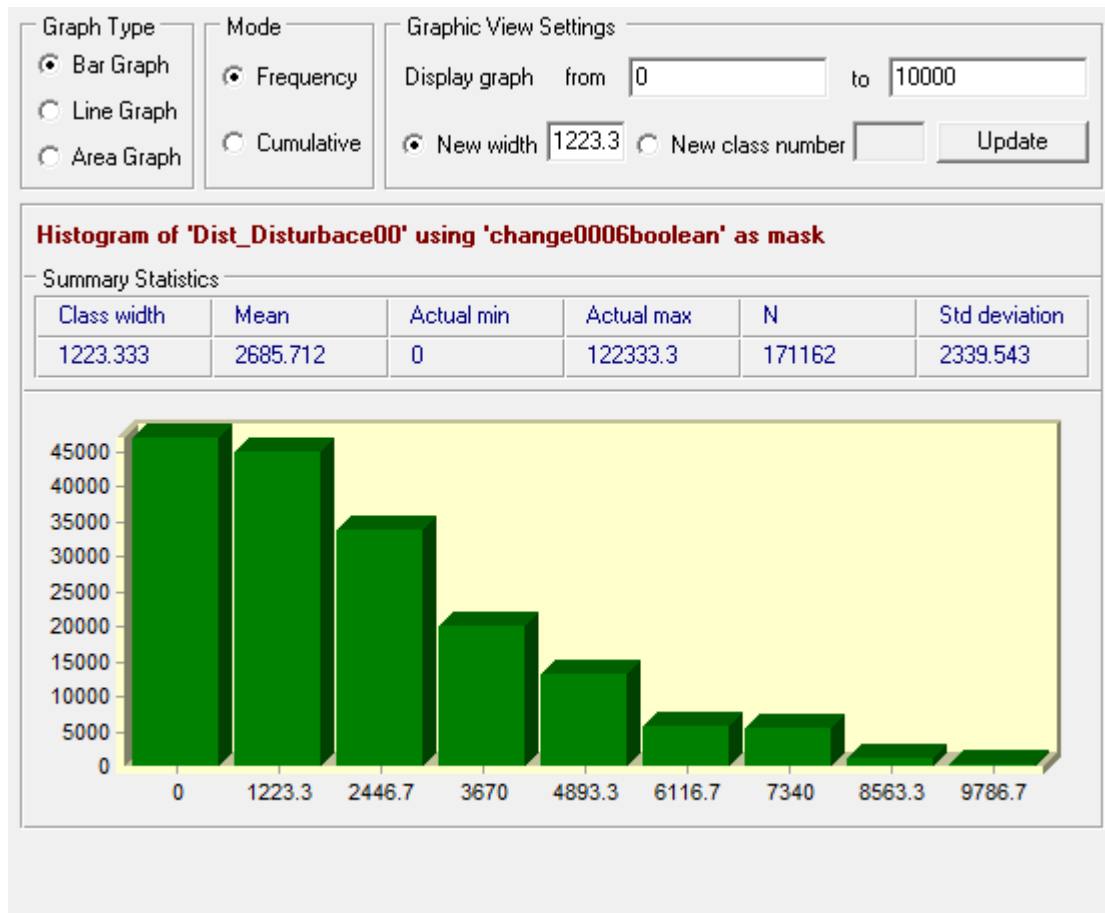 Graph Type
Bar Graph
Line Graph
Area Graph
Mode
Frequency
Cumulative
Graphic View Settings
Display graph from 0 to 10000
New width 1223.3 New class number Update
Histogram of 'Dist_Disturbace00' using 'change0006boolean' as mask
Summary Statistics
Class width Mean Actual min Actual max N Std deviation
1223.333 2685.712 0 122333.3 171162 2339.543
45000
40000
35000
30000
25000
20000
15000
10000
5000
0
0 1223.3 2446.7 3670 4893.3 6116.7 7340 8563.3 9786.7